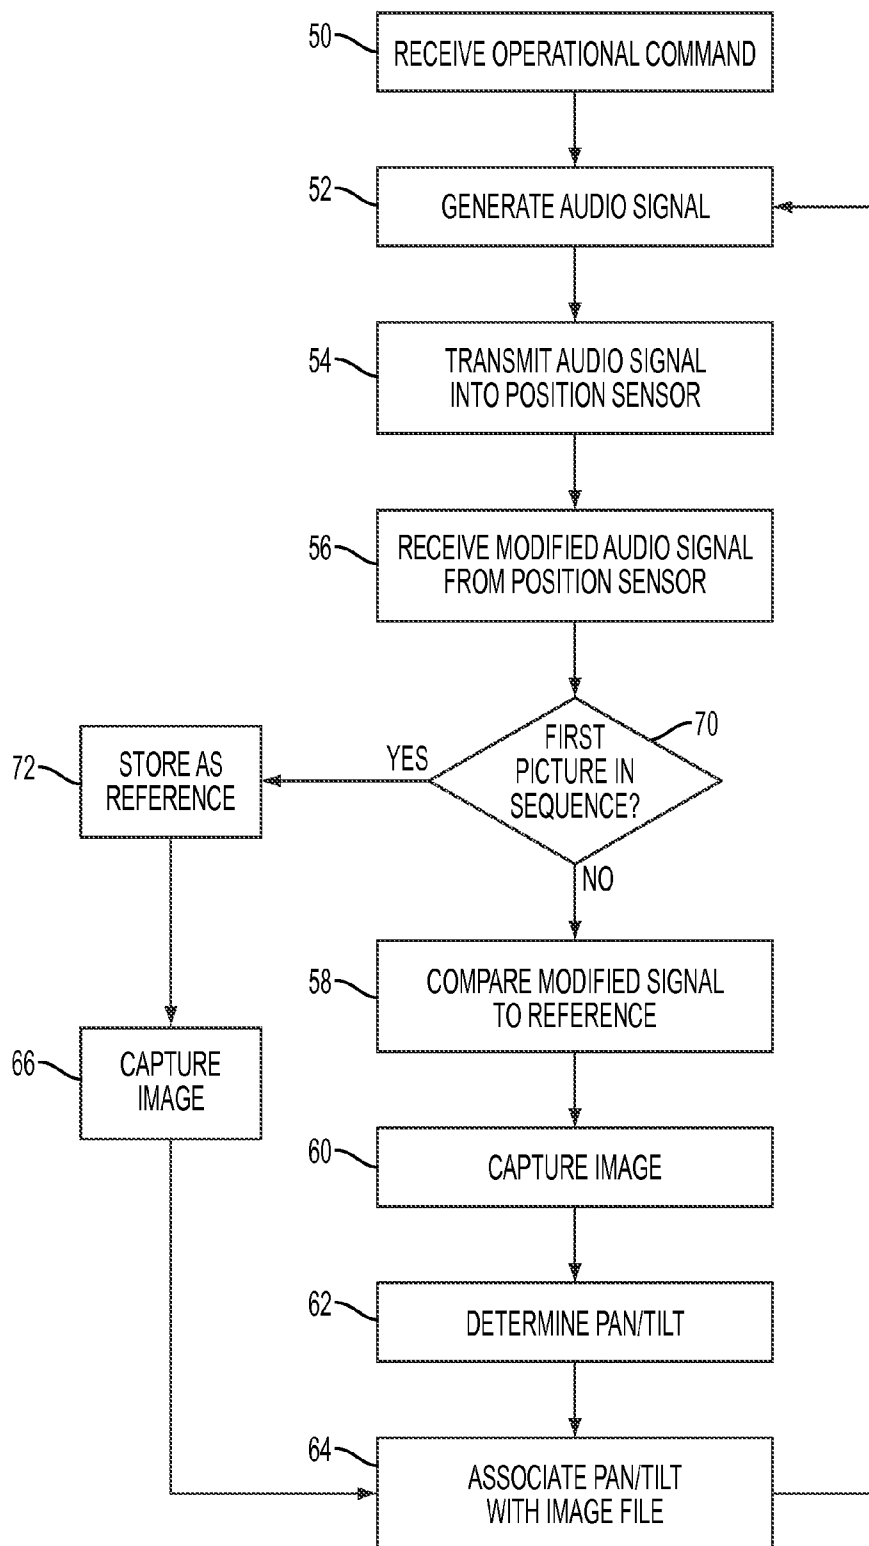 50
RECEIVE OPERATIONAL COMMAND
52
GENERATE AUDIO SIGNAL
54
TRANSMIT AUDIO SIGNAL
INTO POSITION SENSOR
56
RECEIVE MODIFIED AUDIO SIGNAL
FROM POSITION SENSOR
70
FIRST
PICTURE IN
SEQUENCE?
YES
NO
72
STORE AS
REFERENCE
66
CAPTURE
IMAGE
58
COMPARE MODIFIED SIGNAL
TO REFERENCE
60
CAPTURE IMAGE
62
DETERMINE PAN/TILT
64
ASSOCIATE PAN/TILT
WITH IMAGE FILE